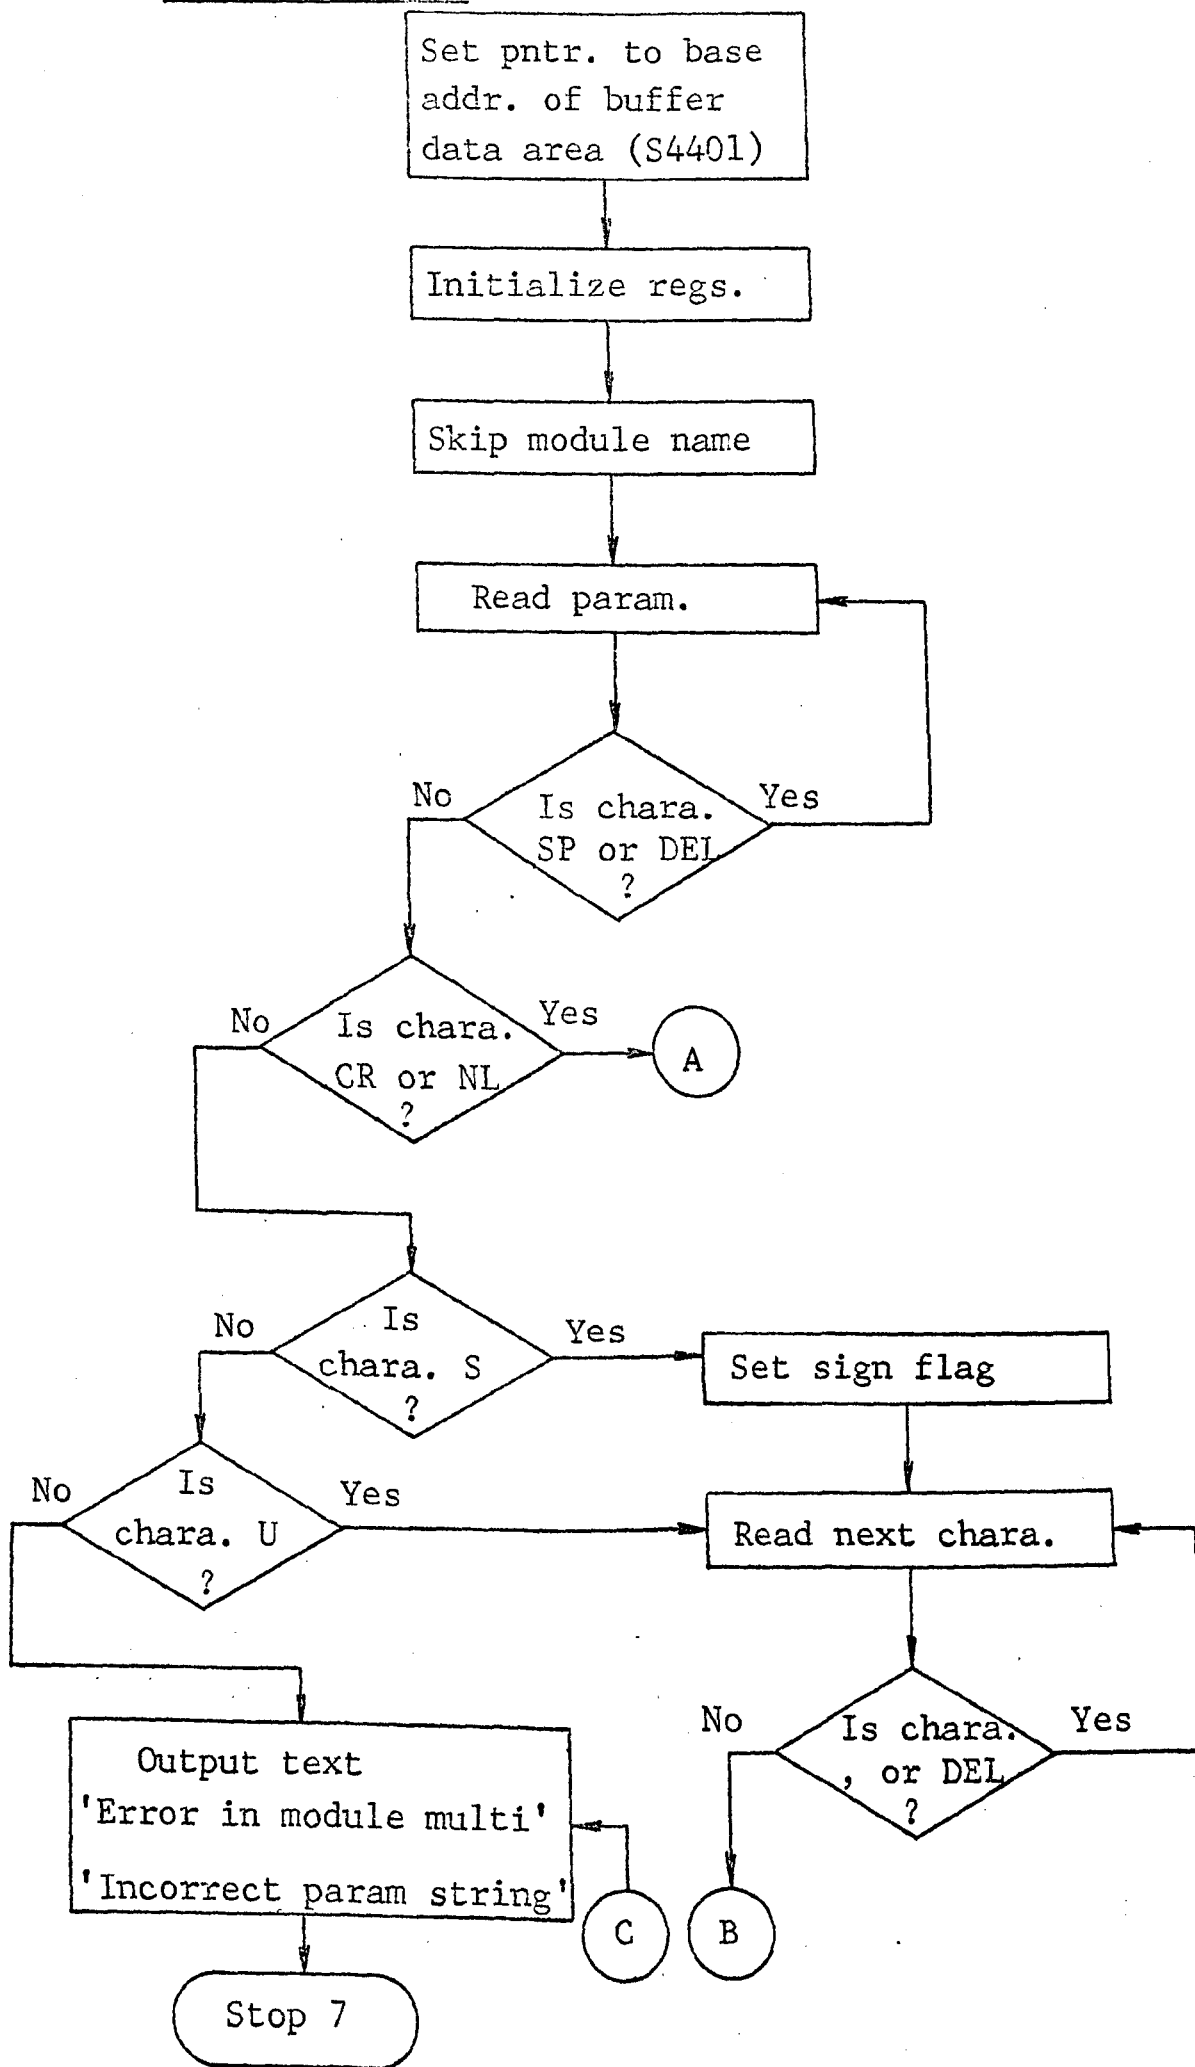 Set pntr. to base
addr. of buffer
data area (S4401)
Initialize regs.
Skip module name
Read param.
No
Yes
Is chara.
SP or DEL
?
No
Yes
Is chara.
CR or NL
?
A
No
Yes
Is
chara. S
?
Set sign flag
No
Yes
Is
chara. U
?
Read next chara.
No
Yes
Is chara.
, or DEL
?
Output text
'Error in module multi'
'Incorrect param string'
C
B
Stop 7